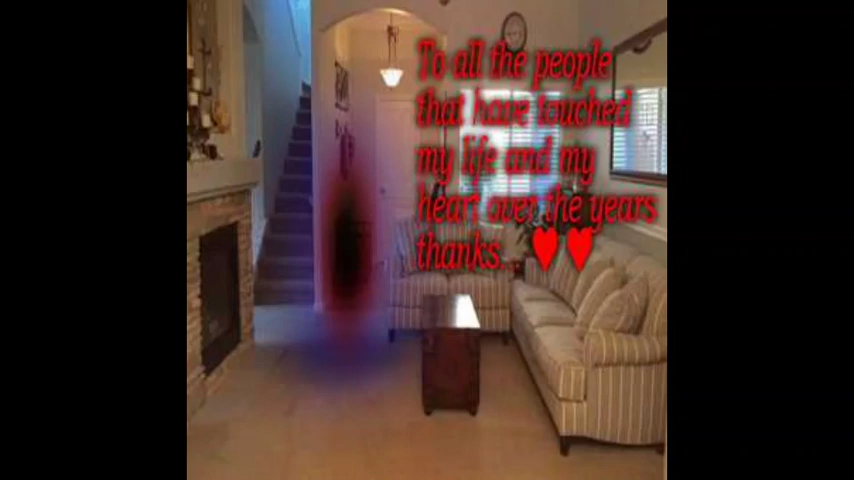 To all the people
that have touched
my life and my
heart over the years
thanks.. ♥♥